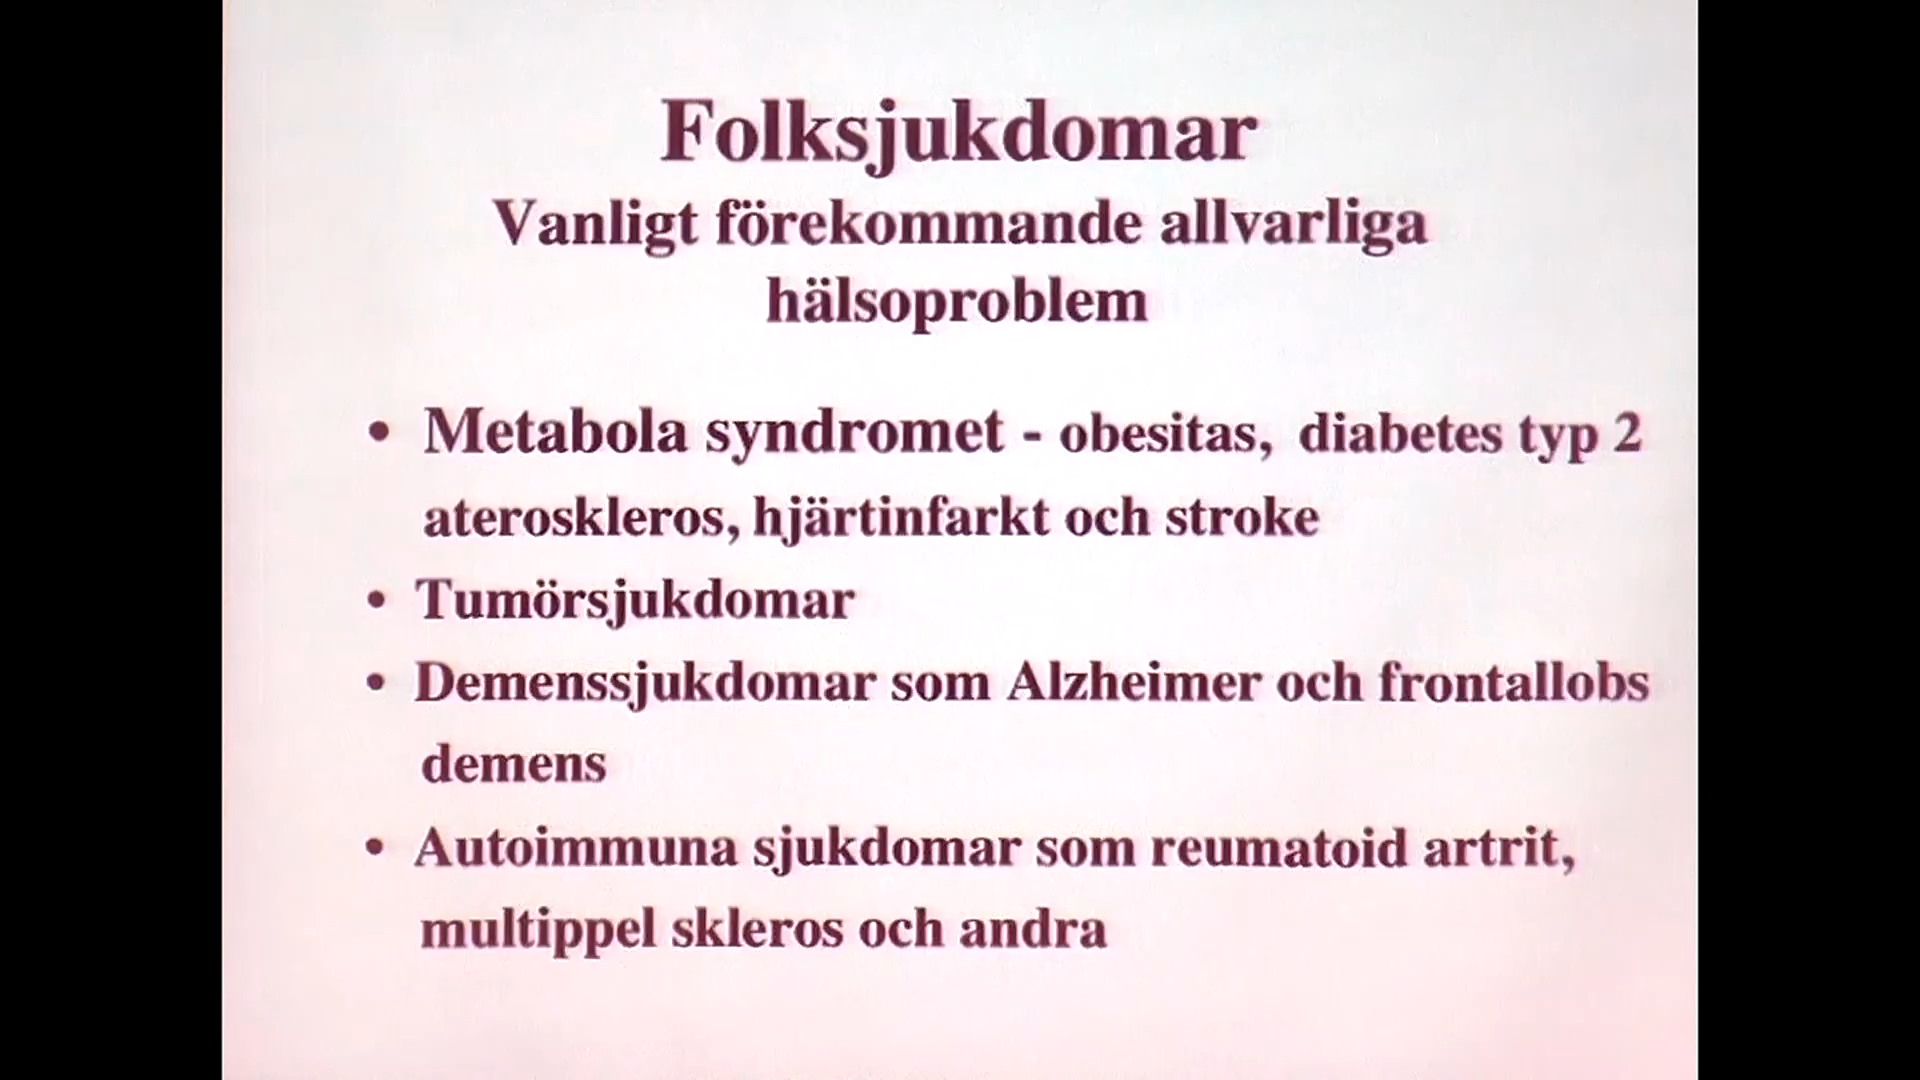 Folksjukdomar
Vanligt förekommande allvarliga
hälsoproblem
• Metabola syndromet - obesitas, diabetes typ 2
ateroskleros, hjärtinfarkt och stroke
• Tumörsjukdomar
• Demenssjukdomar som Alzheimer och frontallobs
demens
• Autoimmuna sjukdomar som reumatoid artrit,
multippel skleros och andra